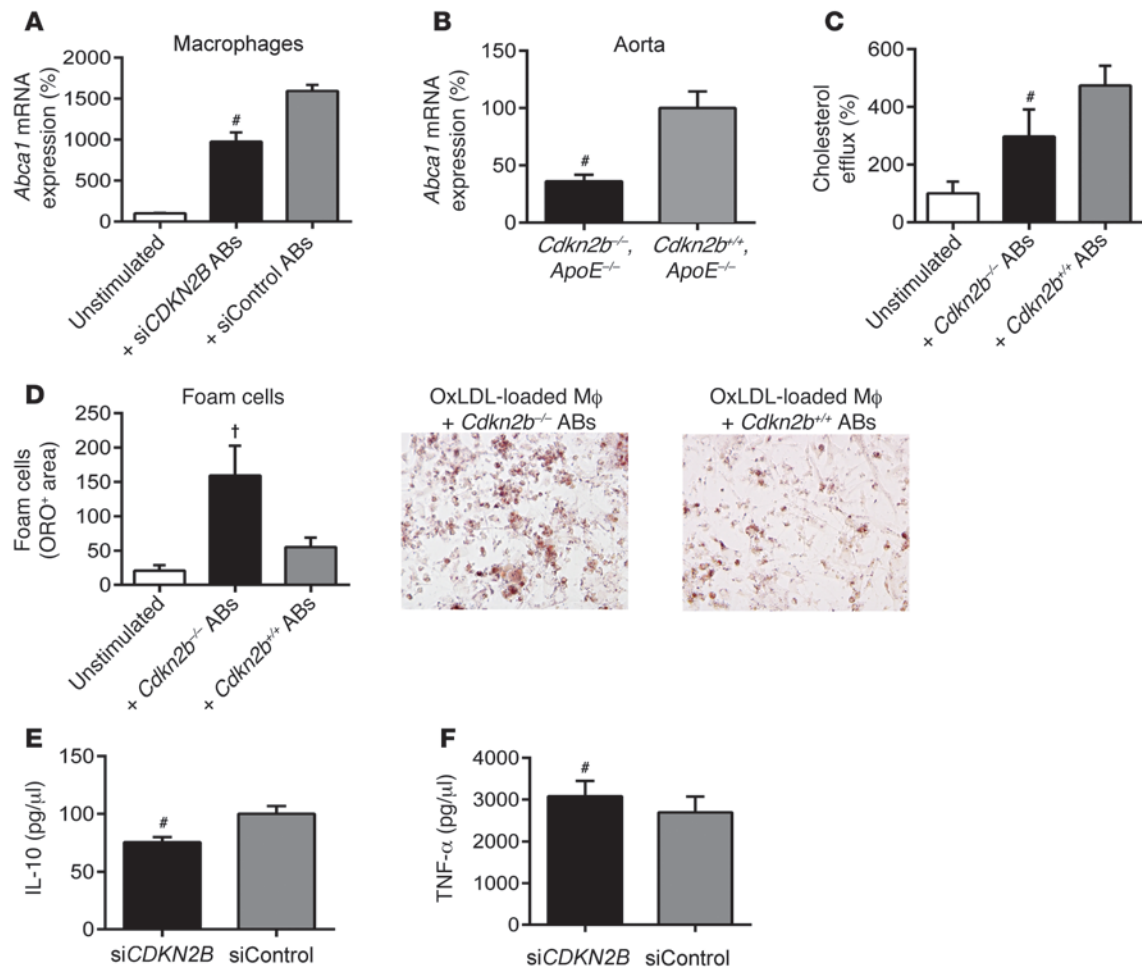 A
Macrophages
Abca1 mRNA
expression (%)
2000
1500
1000
500
0
#
Unstimulated
+ siCDKN2B ABs
+ siControl ABs
B
Aorta
Abca1 mRNA
expression (%)
150
100
50
0
#
Cdkn2b–/–,
ApoE–/–
Cdkn2b+/+,
ApoE–/–
C
Cholesterol
efflux (%)
600
400
200
0
#
Unstimulated
+ Cdkn2b–/– ABs
+ Cdkn2b+/+ ABs
D
Foam cells
Foam cells
(ORO+ area)
250
200
150
100
50
0
†
Unstimulated
+ Cdkn2b–/– ABs
+ Cdkn2b+/+ ABs
OxLDL-loaded Mϕ
+ Cdkn2b–/– ABs
OxLDL-loaded Mϕ
+ Cdkn2b+/+ ABs
E
IL-10 (pg/μl)
150
100
50
0
#
siCDKN2B
siControl
F
TNF-α (pg/μl)
4000
3000
2000
1000
0
#
siCDKN2B
siControl